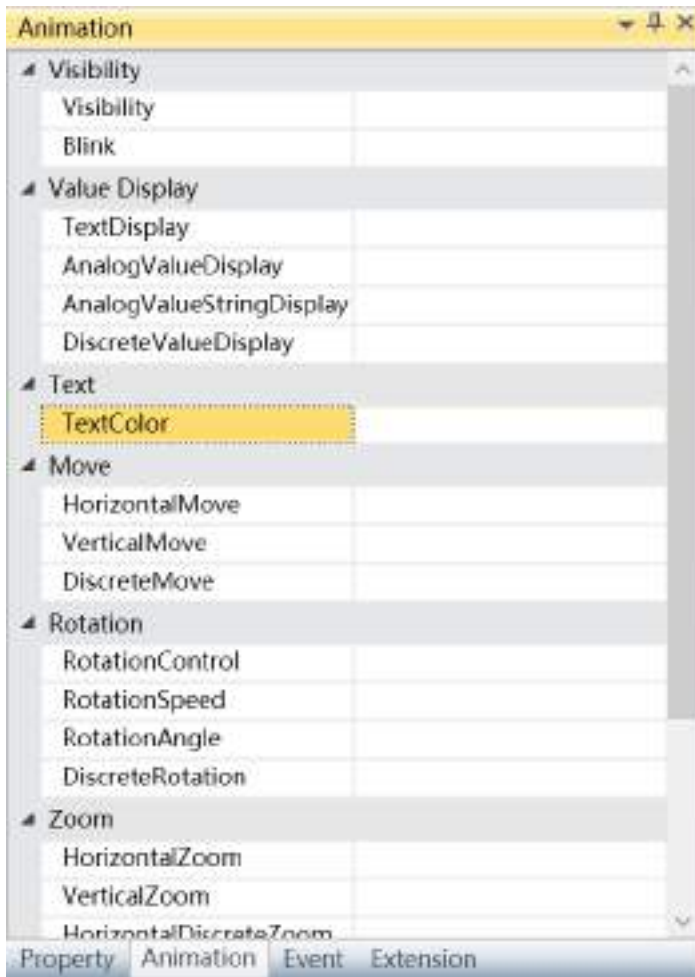 Animation
Visibility
Visibility
Blink
Value Display
TextDisplay
AnalogValueDisplay
AnalogValueStringDisplay
DiscreteValueDisplay
Text
TextColor
Move
HorizontalMove
VerticalMove
DiscreteMove
Rotation
RotationControl
RotationSpeed
RotationAngle
DiscreteRotation
Zoom
HorizontalZoom
VerticalZoom
HorizontalDiscreteZoom
Property Animation Event Extension